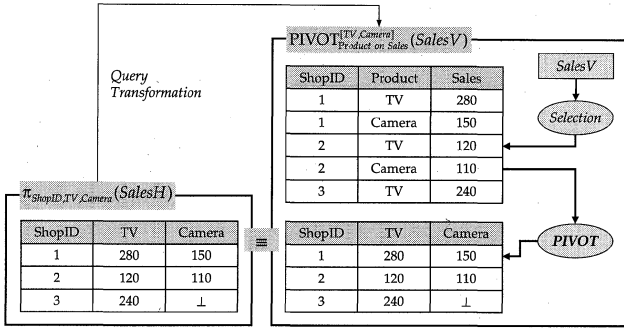 PIVOT[TV,Camera] Product on Sales (SalesV)
SalesV
Query
Transformation
ShopID Product Sales
1 TV 280
1 Camera 150
2 TV 120
2 Camera 110
3 TV 240
Selection
πShopID,TV,Camera(SalesH)
ShopID TV Camera
1 280 150
2 120 110
3 240 ⊥
≡
ShopID TV Camera
1 280 150
2 120 110
3 240 ⊥
PIVOT